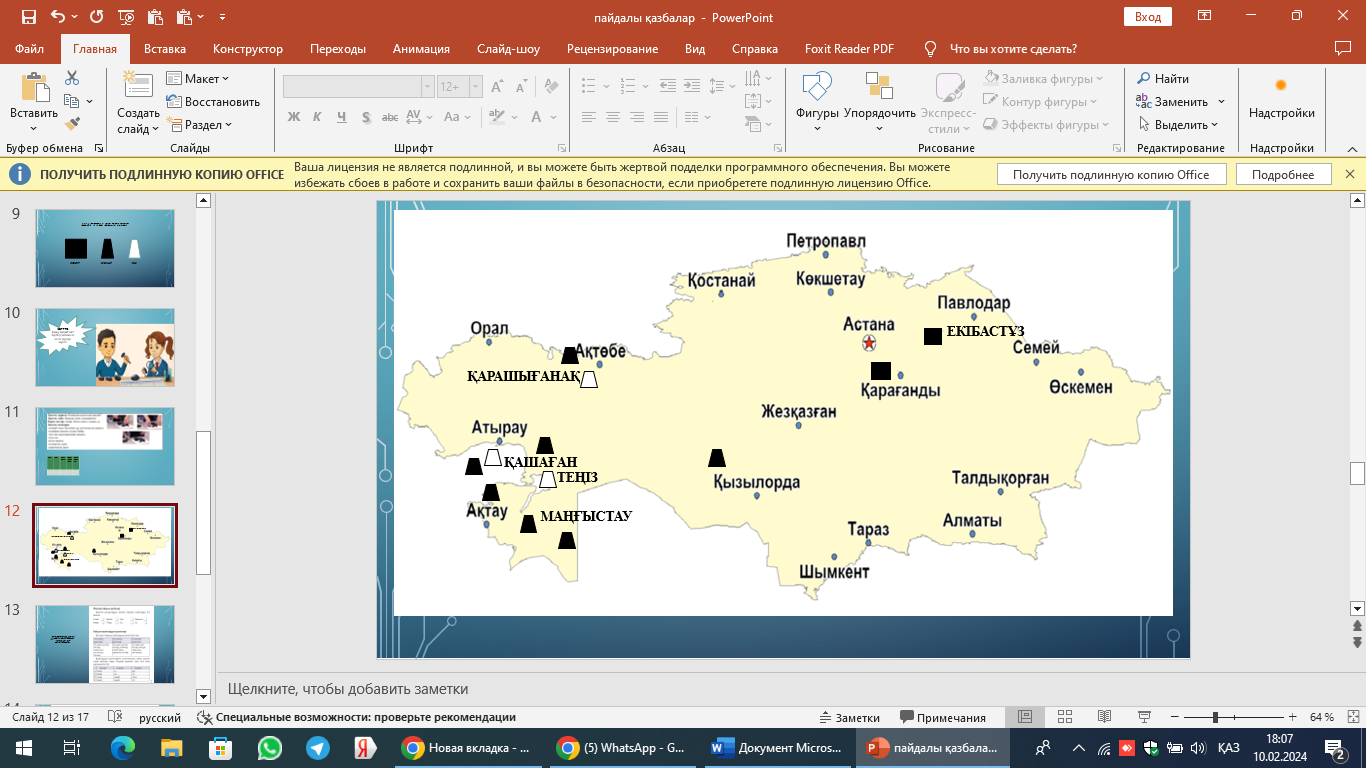 пайдалы қазбалар - PowerPoint
Вход
Файл
Главная
Вставка
Конструктор
Переходы
Анимация
Слайд-шоу
Рецензирование
Вид
Справка
Foxit Reader PDF
Что вы хотите сделать?
Вставить
Создать слайд
Макет
Восстановить
Раздел
12+
Ж К Ч S abc AV Aa
A
Фигуры
Упорядочить
Экспресс-стили
Заливка фигуры
Контур фигуры
Эффекты фигуры
Найти
Заменить
Выделить
Надстройки
Буфер обмена
Слайды
Шрифт
Абзац
Рисование
Редактирование
Надстройки
ПОЛУЧИТЬ ПОДЛИННУЮ КОПИЮ OFFICE
Ваша лицензия не является подлинной, и вы можете быть жертвой подделки программного обеспечения. Вы можете
избежать сбоев в работе и сохранить ваши файлы в безопасности, если приобретете подлинную лицензию Office.
Получить подлинную копию Office
Подробнее
9
10
11
12
13
Петропавл
Қостанай
Көкшетау
Павлодар
Астана
ЕКІБАСТҰЗ
Орал
Ақтөбе
Семей
ҚАРАШЫҒАНАҚ
Өскемен
Қарағанды
Жезқазған
Атырау
ҚАШАҒАН
ТЕҢІЗ
Қызылорда
Талдықорған
Ақтау
МАҢҒЫСТАУ
Тараз
Алматы
Шымкент
Щелкните, чтобы добавить заметки
Слайд 12 из 17
русский
Специальные возможности: проверьте рекомендации
Заметки
Примечания
64 %
Новая вкладка - ...
(5) WhatsApp - G...
Документ Micros...
пайдалы қазбала...
ҚАЗ
18:07
10.02.2024
2